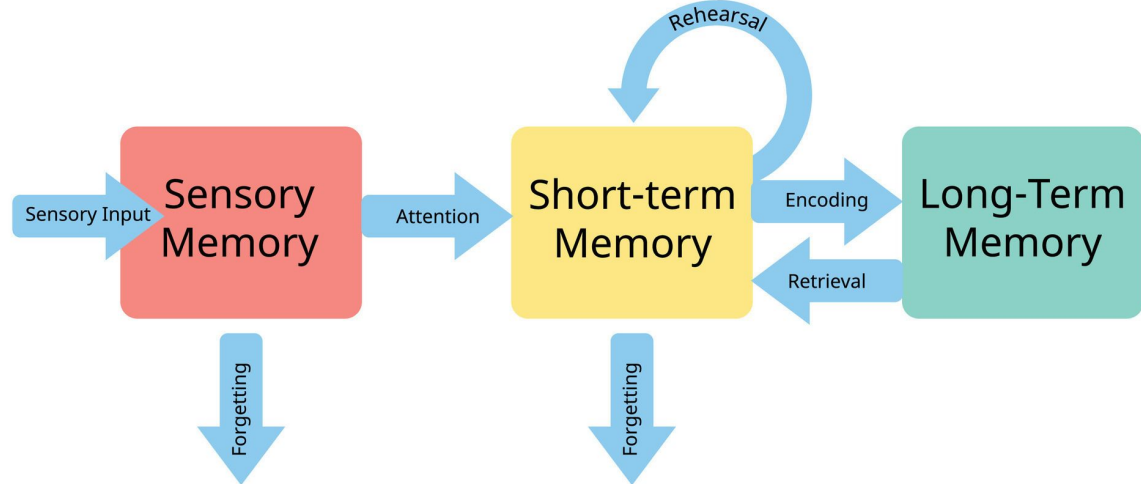 Rehearsal
Sensory Input
Sensory
Memory
Attention
Short-term
Memory
Encoding
Retrieval
Long-Term
Memory
Forgetting
Forgetting